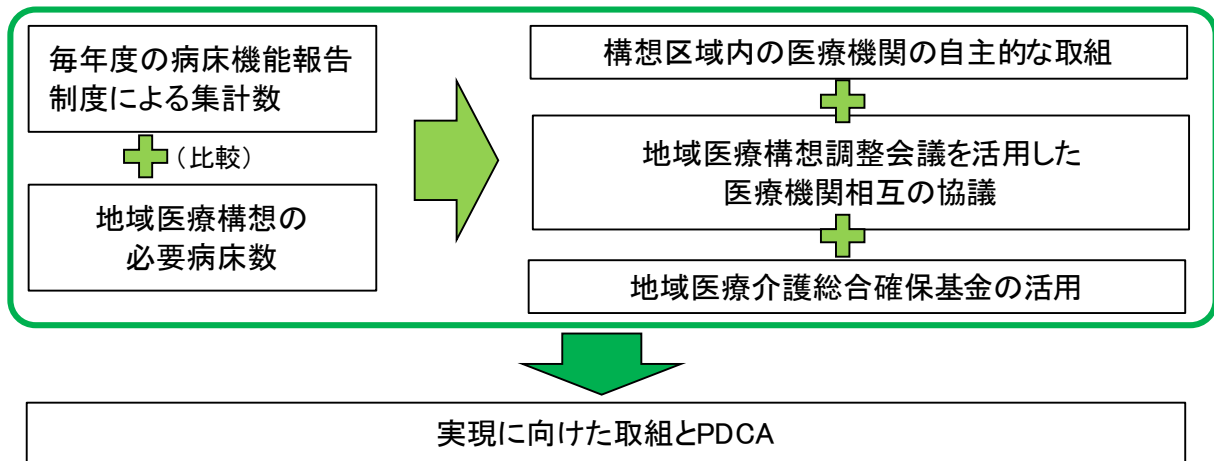 毎年度の病床機能報告
制度による集計数
(比較)
地域医療構想の
必要病床数
構想区域内の医療機関の自主的な取組
地域医療構想調整会議を活用した
医療機関相互の協議
地域医療介護総合確保基金の活用
実現に向けた取組とPDCA